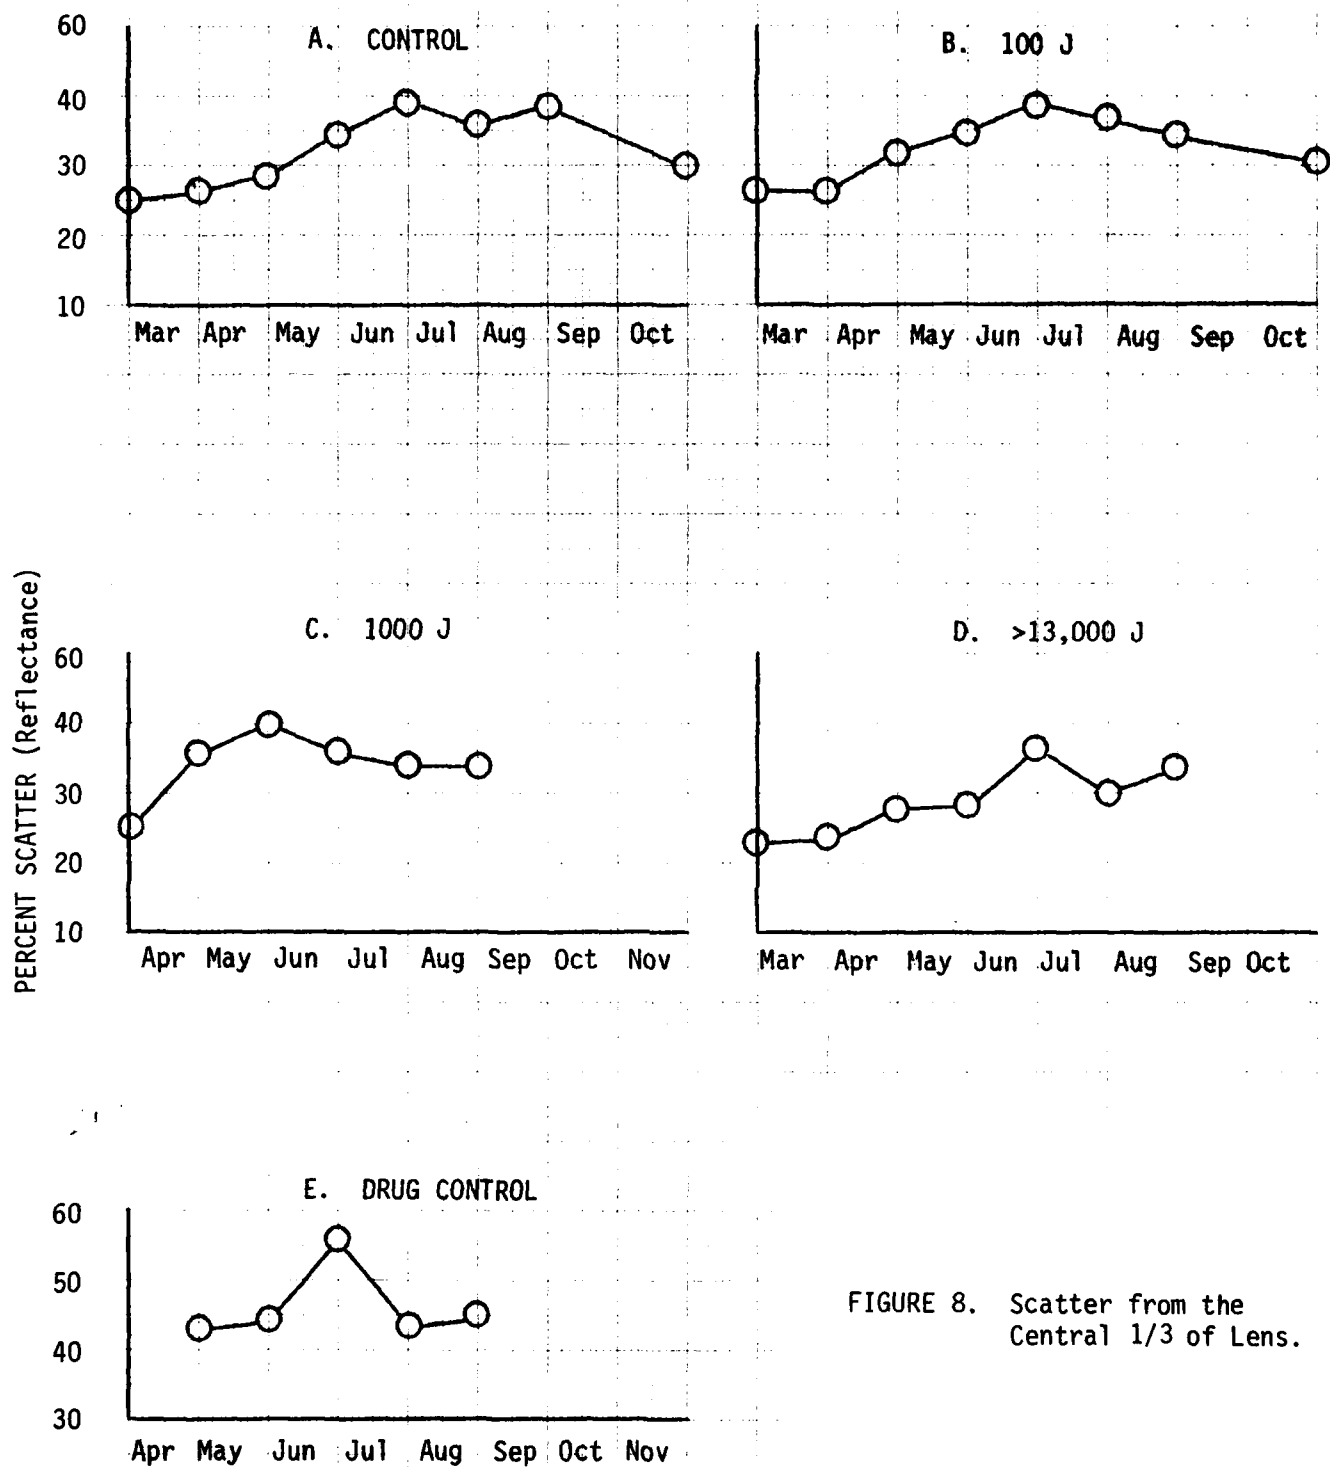 A. CONTROL
60
40
30
20
10
Mar Apr May Jun Jul Aug Sep Oct
B. 100 J
Mar Apr May Jun Jul Aug Sep Oct
PERCENT SCATTER (Reflectance)
C. 1000 J
60
40
30
20
10
Apr May Jun Jul Aug Sep Oct Nov
D. >13,000 J
Mar Apr May Jun Jul Aug Sep Oct
E. DRUG CONTROL
60
50
40
30
Apr May Jun Jul Aug Sep Oct Nov
FIGURE 8. Scatter from the
Central 1/3 of Lens.